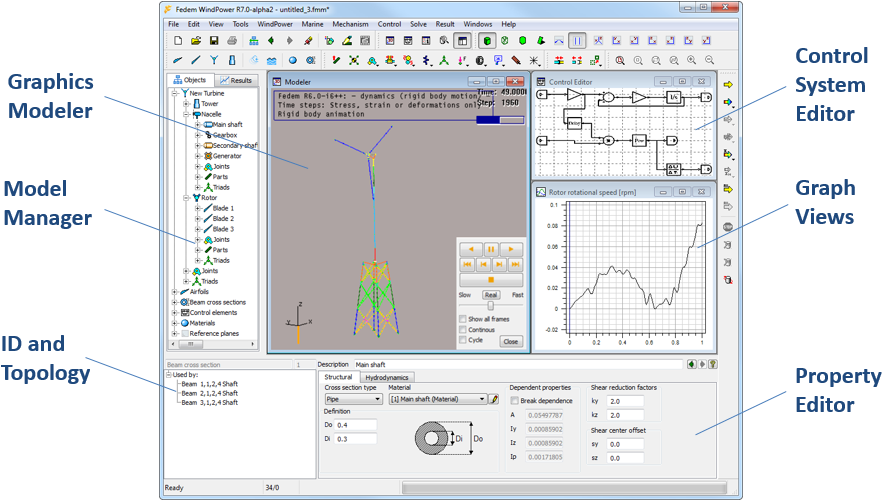 Fedem WindPower R7.0-alpha2 - untitled_3.fmm*
File Edit View Tools WindPower Marine Mechanism Control Solve Result Windows Help
Graphics
Modeler
Model
Manager
ID and
Topology
Control
System
Editor
Graph
Views
Property
Editor
Objects Results
New Turbine
Tower
Nacelle
Main shaft
Gearbox
Secondary shaf
Generator
Joints
Parts
Triads
Rotor
Blade 1
Blade 2
Blade 3
Joints
Parts
Triads
Joints
Triads
Airfoils
Beam cross sections
Control elements
Materials
Reference planes
Modeler
Fedem R6.0-i6++: - dynamics (rigid body motion,
Time steps: Stress, strain or deformations onl
Rigid body animation
Time: 49.000
Step: 1960
Z
Y
X
Slow Real Fast
Show all frames
Continous
Cycle
Close
Control Editor
1/s
Rotor rotational speed [rpm]
0.1
0.08
0.06
0.04
0.02
0
-0.02
0 0.2 0.4 0.6 0.8 1
Beam cross section 1
Used by:
Beam 1,1,2,4 Shaft
Beam 2,1,2,4 Shaft
Beam 3,1,2,4 Shaft
Description Main shaft
Structural Hydrodynamics
Cross section type
Pipe
Material
[1] Main shaft (Material)
Definition
Do 0.4
Di 0.3
Di Do
Dependent properties
Break dependence
A 0.05497787
Iy 0.00085902
Iz 0.00085902
Ip 0.00171805
Shear reduction factors
ky 2.0
kz 2.0
Shear center offset
sy 0.0
sz 0.0
Ready 34/0